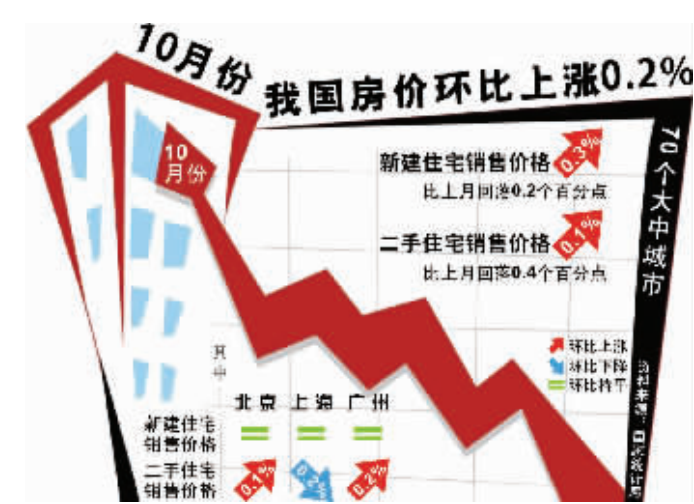 10月份
我国房价环比上涨0.2%
70个大中城市
10
月份
新建住宅销售价格 0.3%
比上月回落0.2个百分点
二手住宅销售价格 0.1%
比上月回落0.4个百分点
环比上涨
环比下降
环比持平
资料来源：国家统计局
其中
北京 上海 广州
新建住宅
销售价格
二手住宅
销售价格
0.1% 0.2% 0.2%